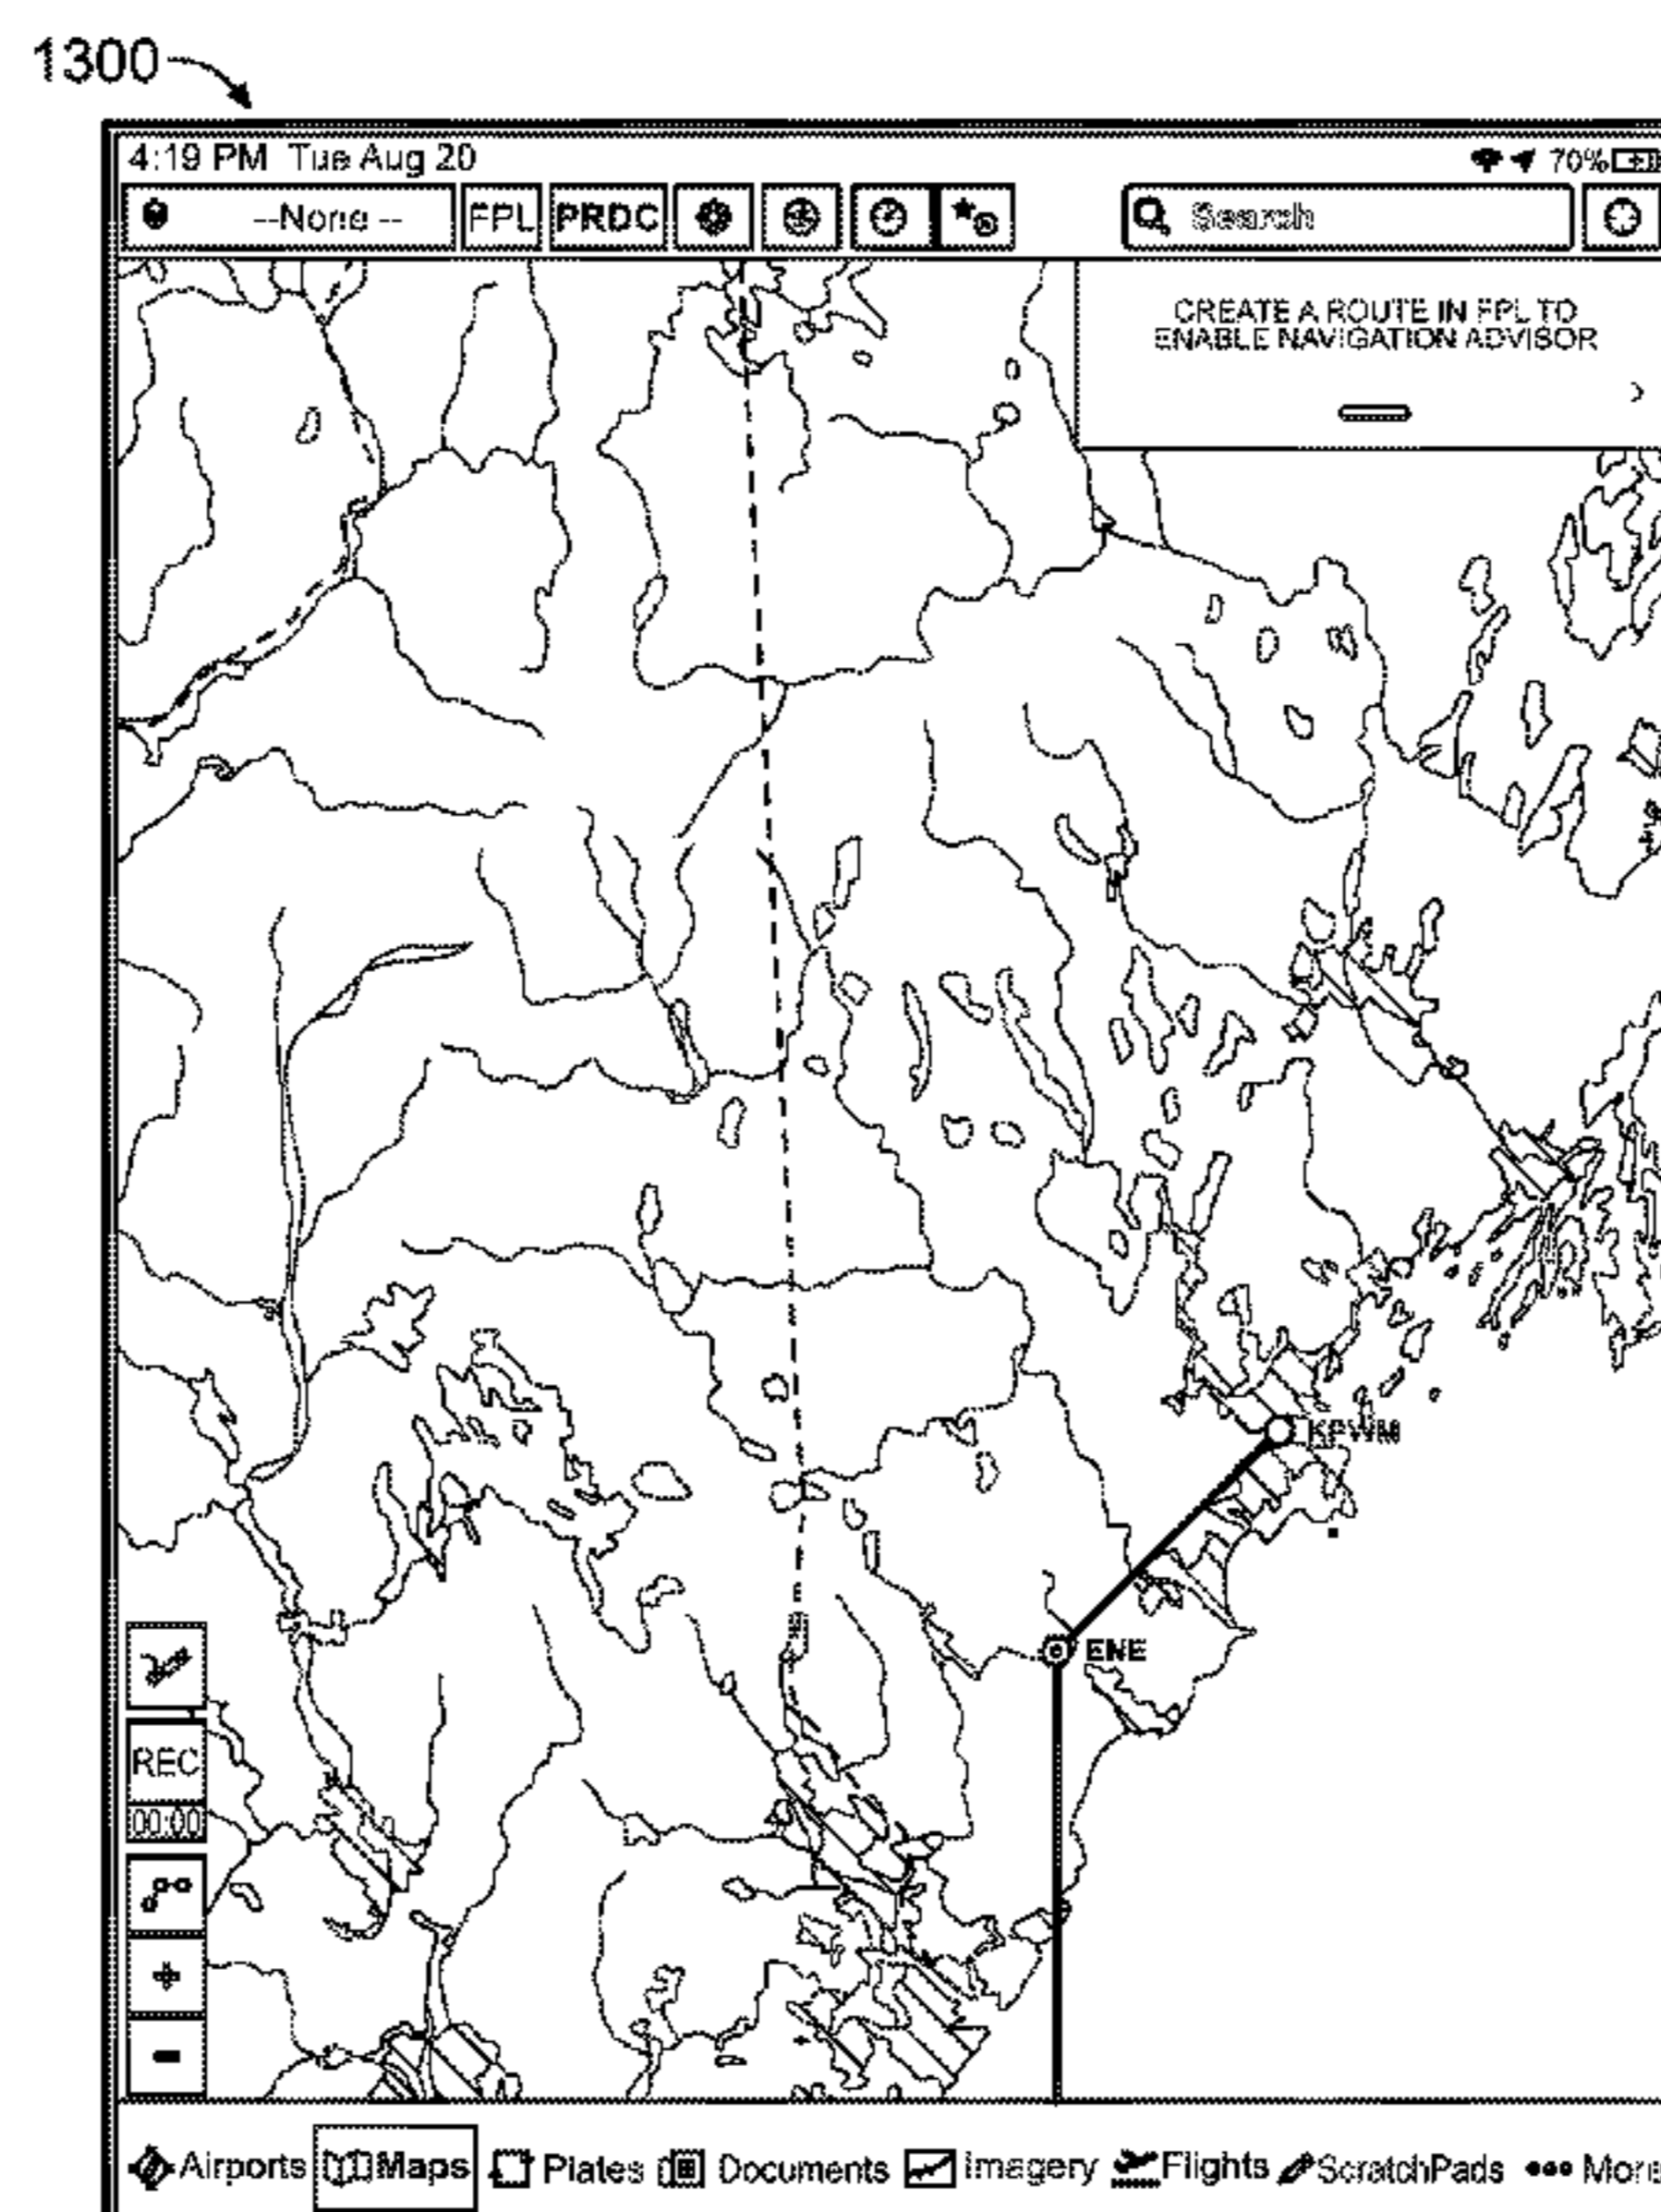 1300
4:19 PM Tue Aug 20
70%
--None -- FPL PRDC Search
CREATE A ROUTE IN FPL TO
ENABLE NAVIGATION ADVISOR
KPWM
ENE
REC
00:00
Airports Maps Plates Documents Imagery Flights ScratchPads More